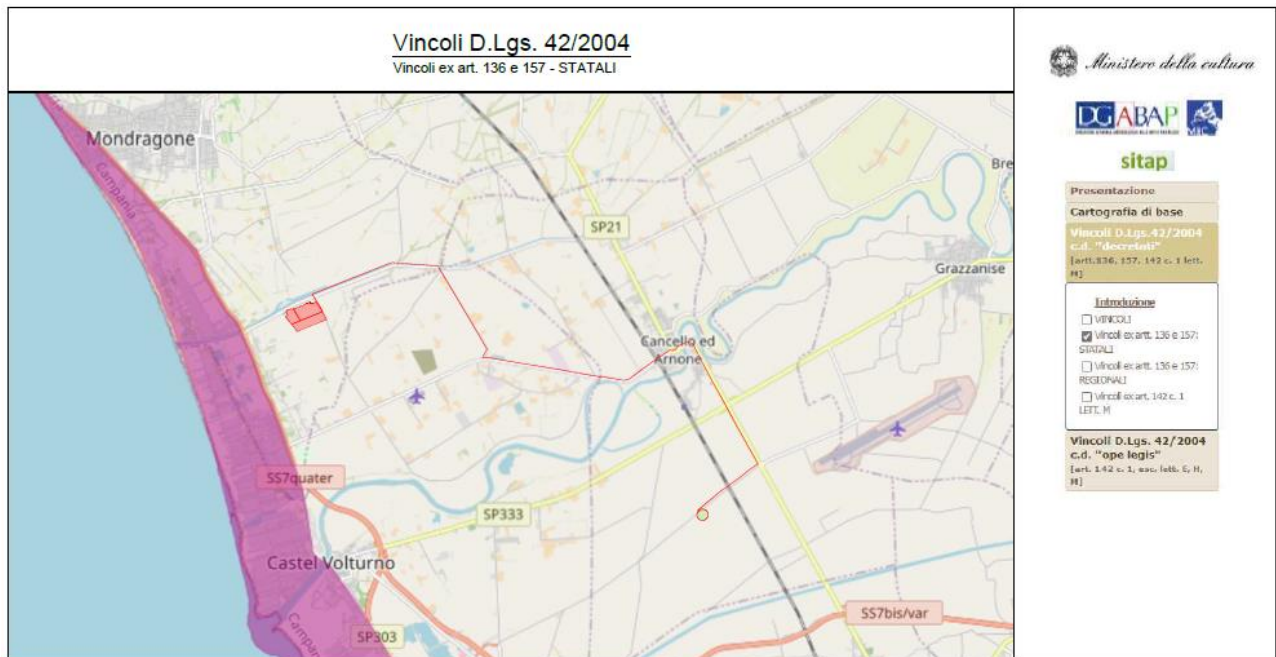 Vincoli D.Lgs. 42/2004
Vincoli ex art. 136 e 157 - STATALI
Mondragone
Campania
SP21
Bre
Grazzanise
Cancello ed
Arnone
SS7quater
SP333
Castel Volturno
SP303
Campania
SS7bis/var
Ministero della cultura
DGABAP
MiC
sitap
Presentazione
Cartografia di base
Vincoli D.Lgs.42/2004
c.d. "decretati"
[artt.136, 157, 142 c. 1 lett.
M]
Introduzione
VINCOLI
Vincoli ex artt. 136 e 157:
STATALI
Vincoli ex artt. 136 e 157:
REGIONALI
Vincoli ex art. 142 c. 1
LETT. M
Vincoli D.Lgs. 42/2004
c.d. "ope legis"
[art. 142 c. 1, esc. lett. E, H,
M]